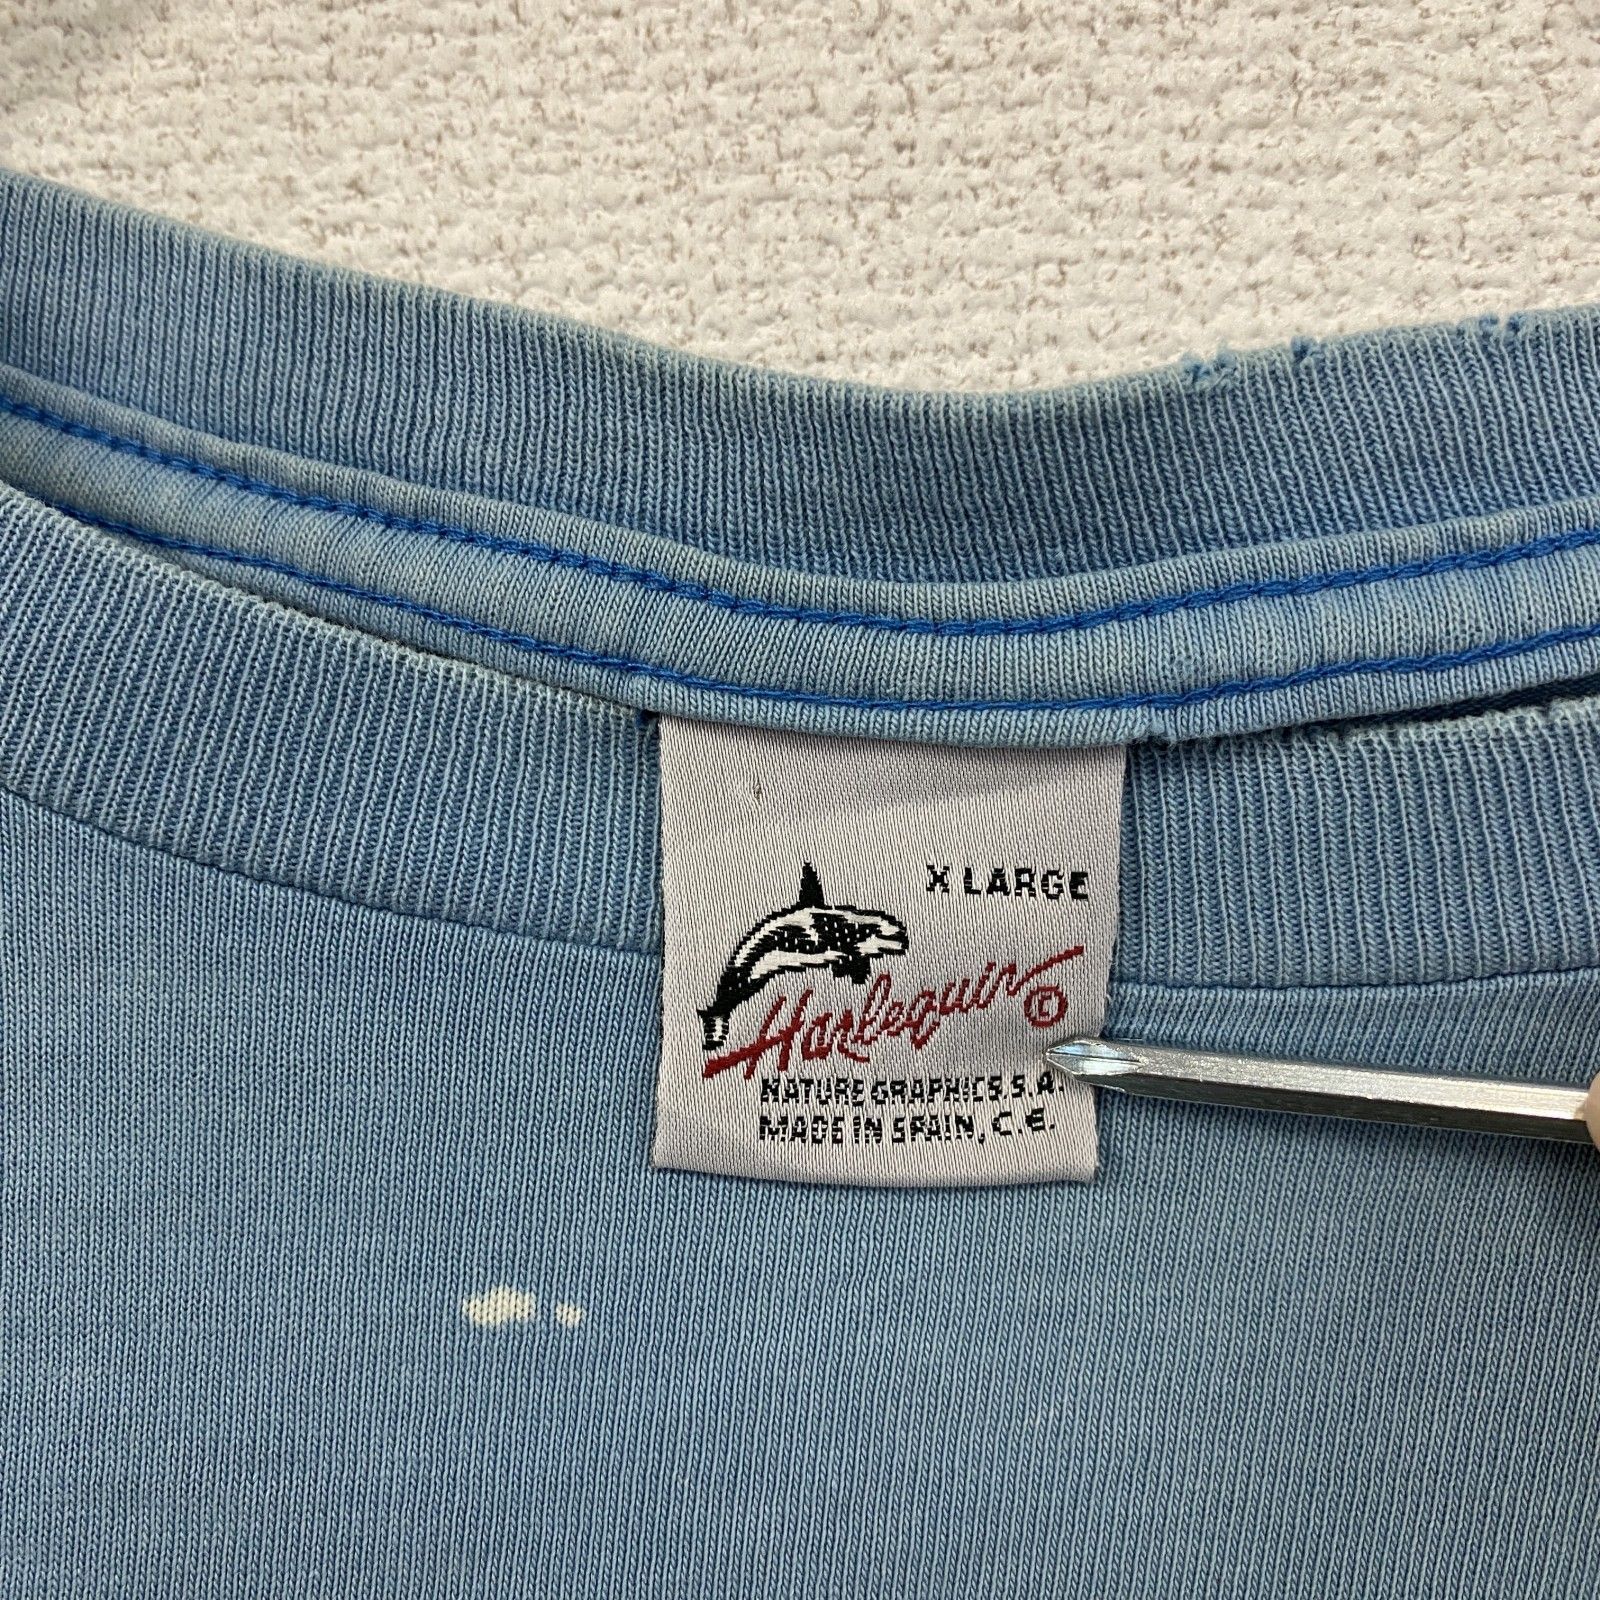 X LARGE
Harlequin ©
NATURE GRAPHICS.S.A.
MADE IN SPAIN, C.E.